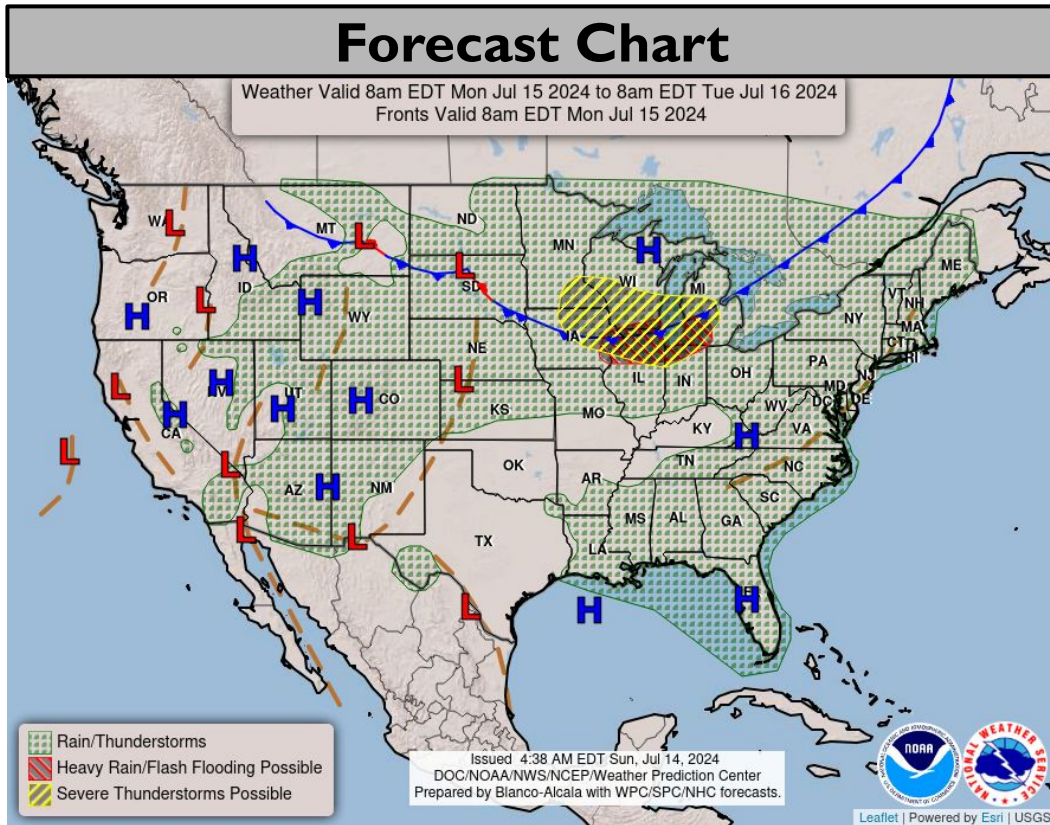 Forecast Chart
Weather Valid 8am EDT Mon Jul 15 2024 to 8am EDT Tue Jul 16 2024
Fronts Valid 8am EDT Mon Jul 15 2024
WA
L
MT
L
ND
MN
H
ME
H
ID
L
SD
WI
MI
VT
NH
OR
H
L
H
WY
IA
NY
MA
CT
RI
NE
IL
IN
OH
PA
NJ
MD
DE
DC
L
H
H
UT
H
CO
L
KS
MO
KY
WV
VA
H
CA
H
L
L
AZ
H
NM
OK
AR
TN
NC
SC
L
L
TX
LA
MS
AL
GA
L
H
H
Rain/Thunderstorms
Heavy Rain/Flash Flooding Possible
Severe Thunderstorms Possible
Issued 4:38 AM EDT Sun, Jul 14, 2024
DOC/NOAA/NWS/NCEP/Weather Prediction Center
Prepared by Blanco-Alcala with WPC/SPC/NHC forecasts.
NOAA
NATIONAL WEATHER SERVICE
Leaflet | Powered by Esri | USGS